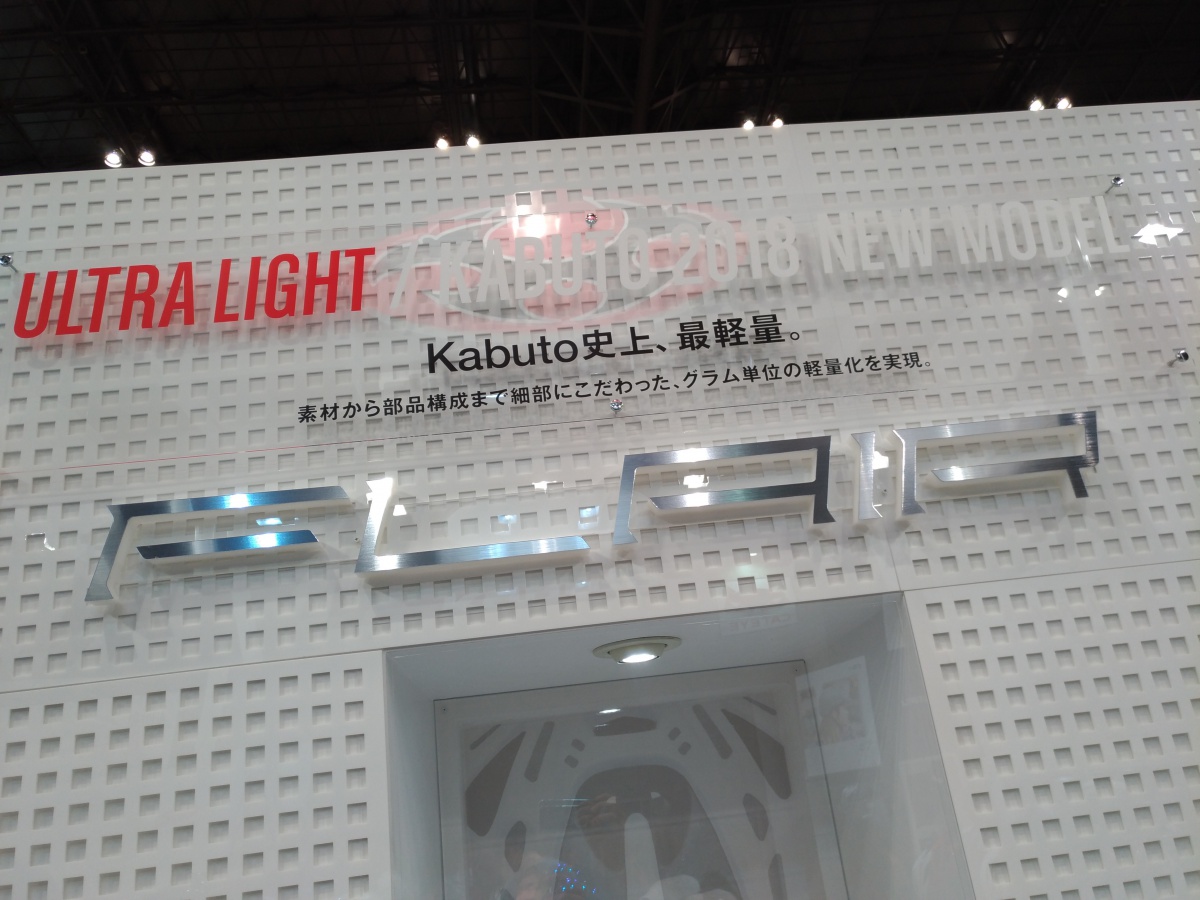 ULTRA LIGHT / KABUTO 2018 NEW MODEL
Kabuto史上、最軽量。
素材から部品構成まで細部にこだわった、グラム単位の軽量化を実現。
FLAIR